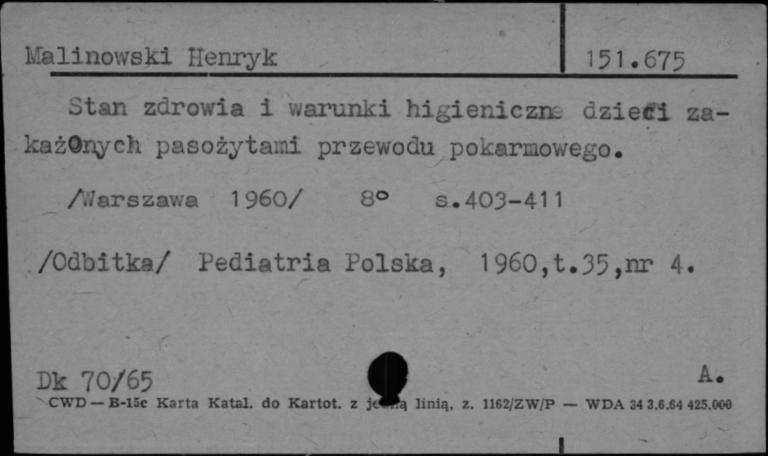 Malinowski Henryk
151.675
Stan zdrowia i warunki higieniczne dzieci za-
każonych pasożytami przewodu pokarmowego.
/Warszawa 1960/ 8° s.403-411
/Odbitka/ Pediatria Polska, 1960,t.35,nr 4.
Dk 70/65
A.
CWD — B-15c Karta Katal. do Kartot. z jedną linią, z. 1162/ZW/P — WDA 34 3.6.64 425.000